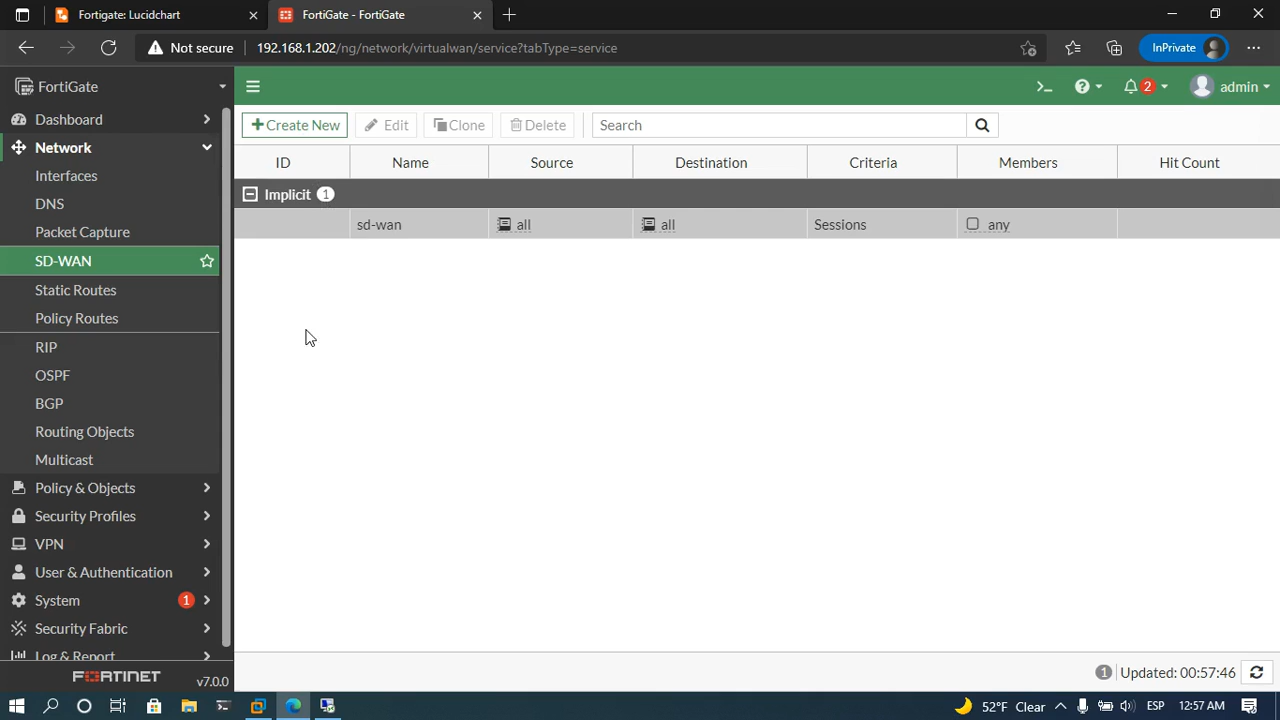 Fortigate: Lucidchart
FortiGate - FortiGate
Not secure
192.168.1.202/ng/network/virtualwan/service?tabType=service
InPrivate
FortiGate
2
admin
Dashboard
Network
Interfaces
DNS
Packet Capture
SD-WAN
Static Routes
Policy Routes
RIP
OSPF
BGP
Routing Objects
Multicast
Policy & Objects
Security Profiles
VPN
User & Authentication
System
1
Security Fabric
Log & Report
FORTINET
v7.0.0
Create New
Edit
Clone
Delete
Search
ID Name Source Destination Criteria Members Hit Count
Implicit 1
sd-wan all all Sessions any
1 Updated: 00:57:46
52°F Clear
ESP
12:57 AM